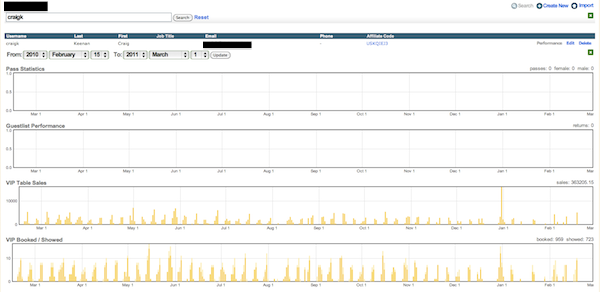 Search Create New Import
craigk Search Reset
Username Last First Job Title Email Phone Affiliate Code
craigk Keenan Craig - Performance Edit Delete
From: 2010 February 15 To: 2011 March 1 Update
Pass Statistics passes: 0 female: 0 male: 0
1.0
0.5
0.0
Mar 1 Apr 1 May 1 Jun 1 Jul 1 Aug 1 Sep 1 Oct 1 Nov 1 Dec 1 Jan 1 Feb 1 Mar
Guestlist Performance returns: 0
1.0
0.5
0.0
Mar 1 Apr 1 May 1 Jun 1 Jul 1 Aug 1 Sep 1 Oct 1 Nov 1 Dec 1 Jan 1 Feb 1 Mar
VIP Table Sales sales: 363205.10
10000
0
Mar 1 Apr 1 May 1 Jun 1 Jul 1 Aug 1 Sep 1 Oct 1 Nov 1 Dec 1 Jan 1 Feb 1 Mar
VIP Booked / Showed booked: 959 showed: 723
10
5
0
Mar 1 Apr 1 May 1 Jun 1 Jul 1 Aug 1 Sep 1 Oct 1 Nov 1 Dec 1 Jan 1 Feb 1 Mar